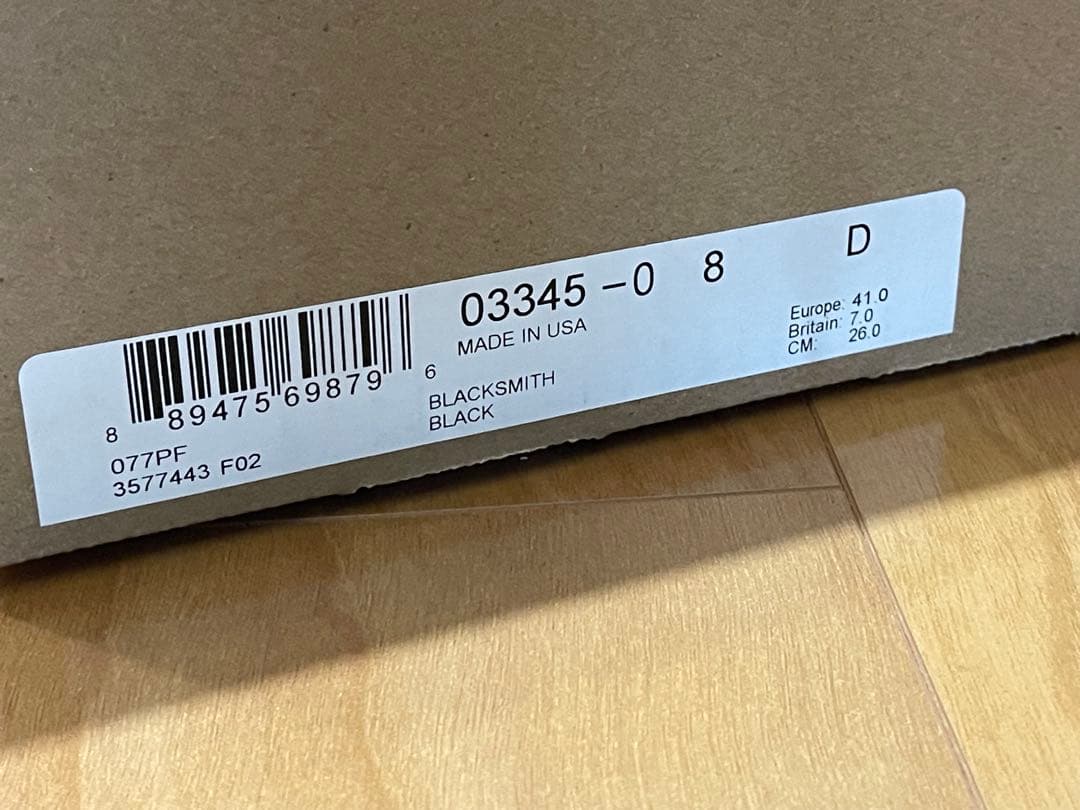 03345-0 8 D
MADE IN USA
Europe: 41.0
Britain: 7.0
CM: 26.0
8 89475 69879 6
BLACKSMITH
BLACK
077PF
3577443 F02